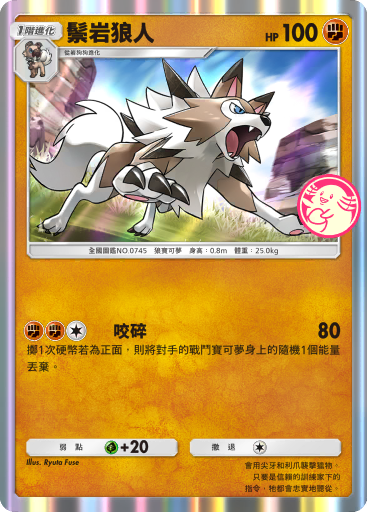 1階進化
鬃岩狼人
HP 100
從岩狗狗進化
全國圖鑑NO.0745 狼寶可夢 身高：0.8m 體重：25.0kg
咬碎 80
擲1次硬幣若為正面，則將對手的戰鬥寶可夢身上的隨機1個能量
丟棄。
弱點 +20
撤退
Illus. Ryuta Fuse
會用尖牙和利爪襲擊獵物。
只要是信賴的訓練家下的
指令，牠都會忠實地聽從。